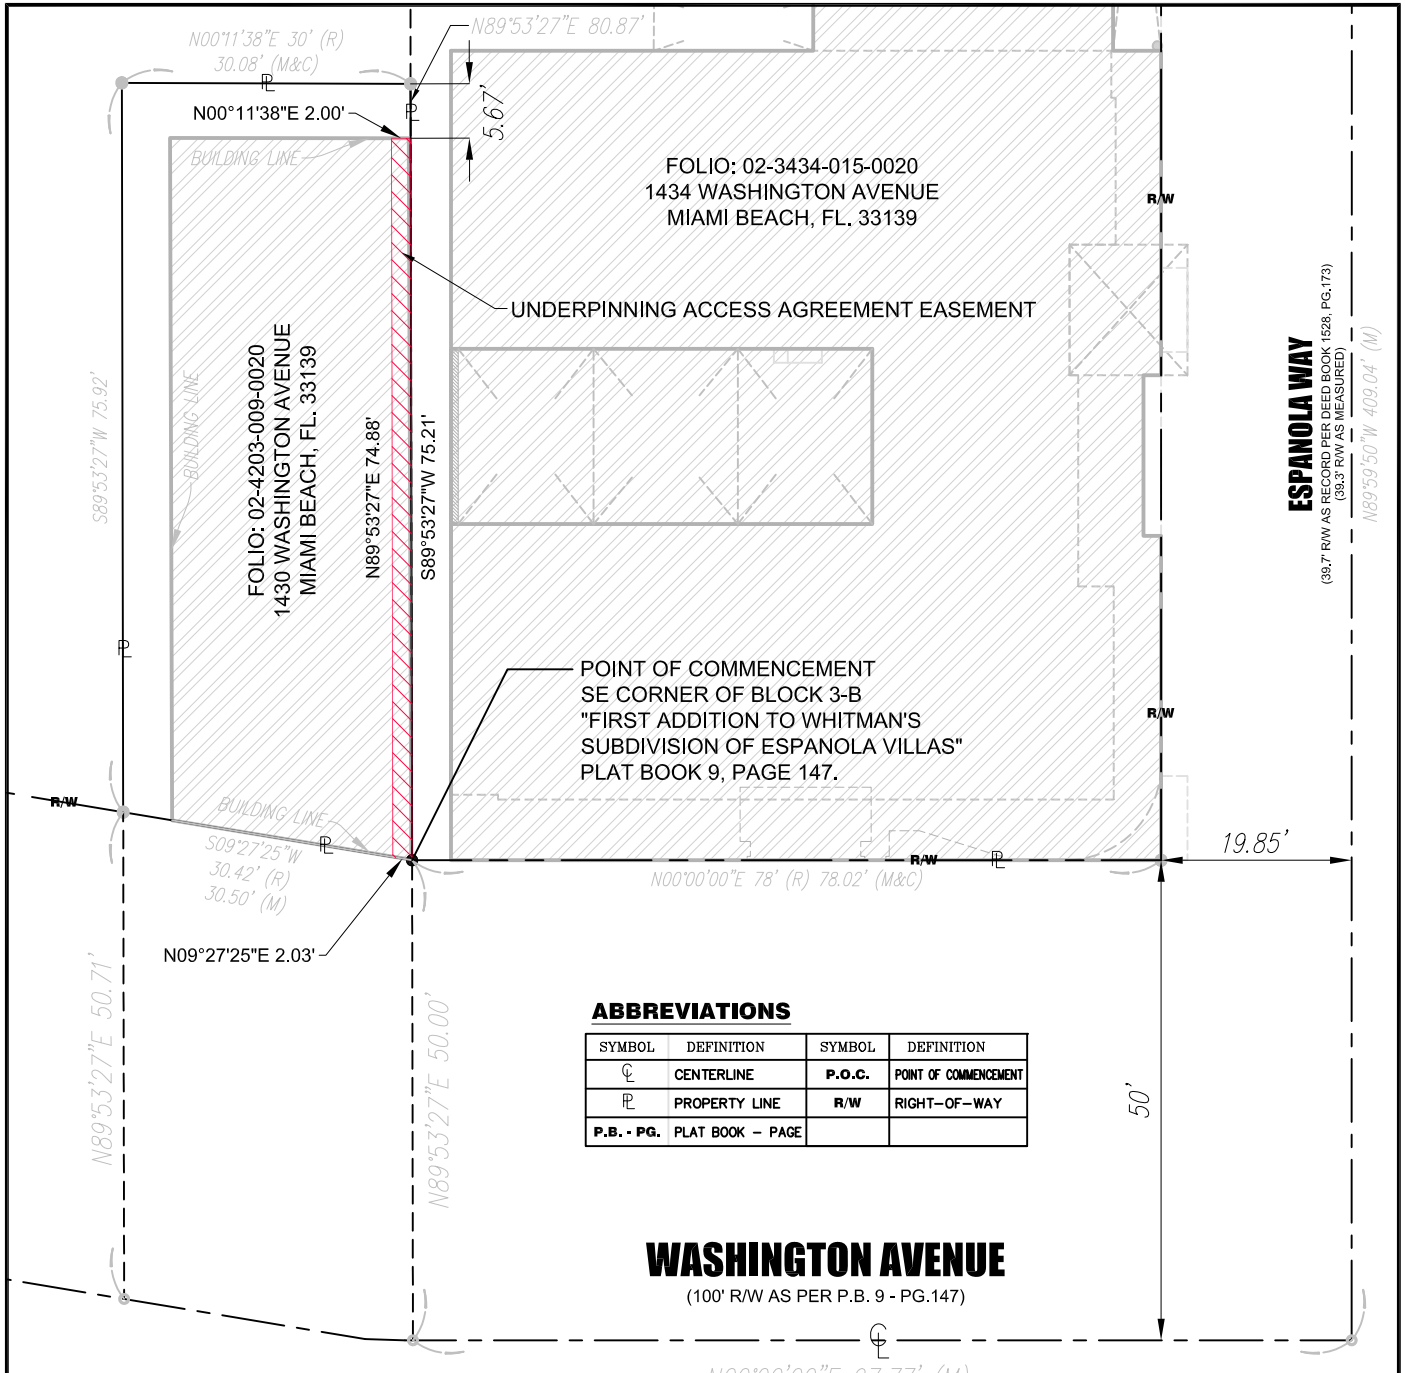 N00°11'38"E 30' (R)
30.08' (M&C)
N89°53'27"E 80.87'
N00°11'38"E 2.00'
5.67'
BUILDING LINE
FOLIO: 02-3434-015-0020
1434 WASHINGTON AVENUE
MIAMI BEACH, FL. 33139
R/W
UNDERPINNING ACCESS AGREEMENT EASEMENT
S89°53'27"W 75.92'
BUILDING LINE
FOLIO: 02-4203-009-0020
1430 WASHINGTON AVENUE
MIAMI BEACH, FL. 33139
N89°53'27"E 74.88'
S89°53'27"W 75.21'
ESPANOLA WAY
(39.7' R/W AS RECORD PER DEED BOOK 1528, PG.173)
(39.3' R/W AS MEASURED)
N89°59'50"W 409.04' (M)
POINT OF COMMENCEMENT
SE CORNER OF BLOCK 3-B
"FIRST ADDITION TO WHITMAN'S
SUBDIVISION OF ESPANOLA VILLAS"
PLAT BOOK 9, PAGE 147.
R/W
R/W
BUILDING LINE
S09°27'25"W
30.42' (R)
30.50' (M)
R/W
N00°00'00"E 78' (R) 78.02' (M&C)
19.85'
N09°27'25"E 2.03'
N89°53'27"E 50.71'
N89°53'27"E 50.00'
50'
ABBREVIATIONS
SYMBOL DEFINITION SYMBOL DEFINITION
℄ CENTERLINE P.O.C. POINT OF COMMENCEMENT
PL PROPERTY LINE R/W RIGHT-OF-WAY
P.B. - PG. PLAT BOOK - PAGE
WASHINGTON AVENUE
(100' R/W AS PER P.B. 9 - PG.147)
℄